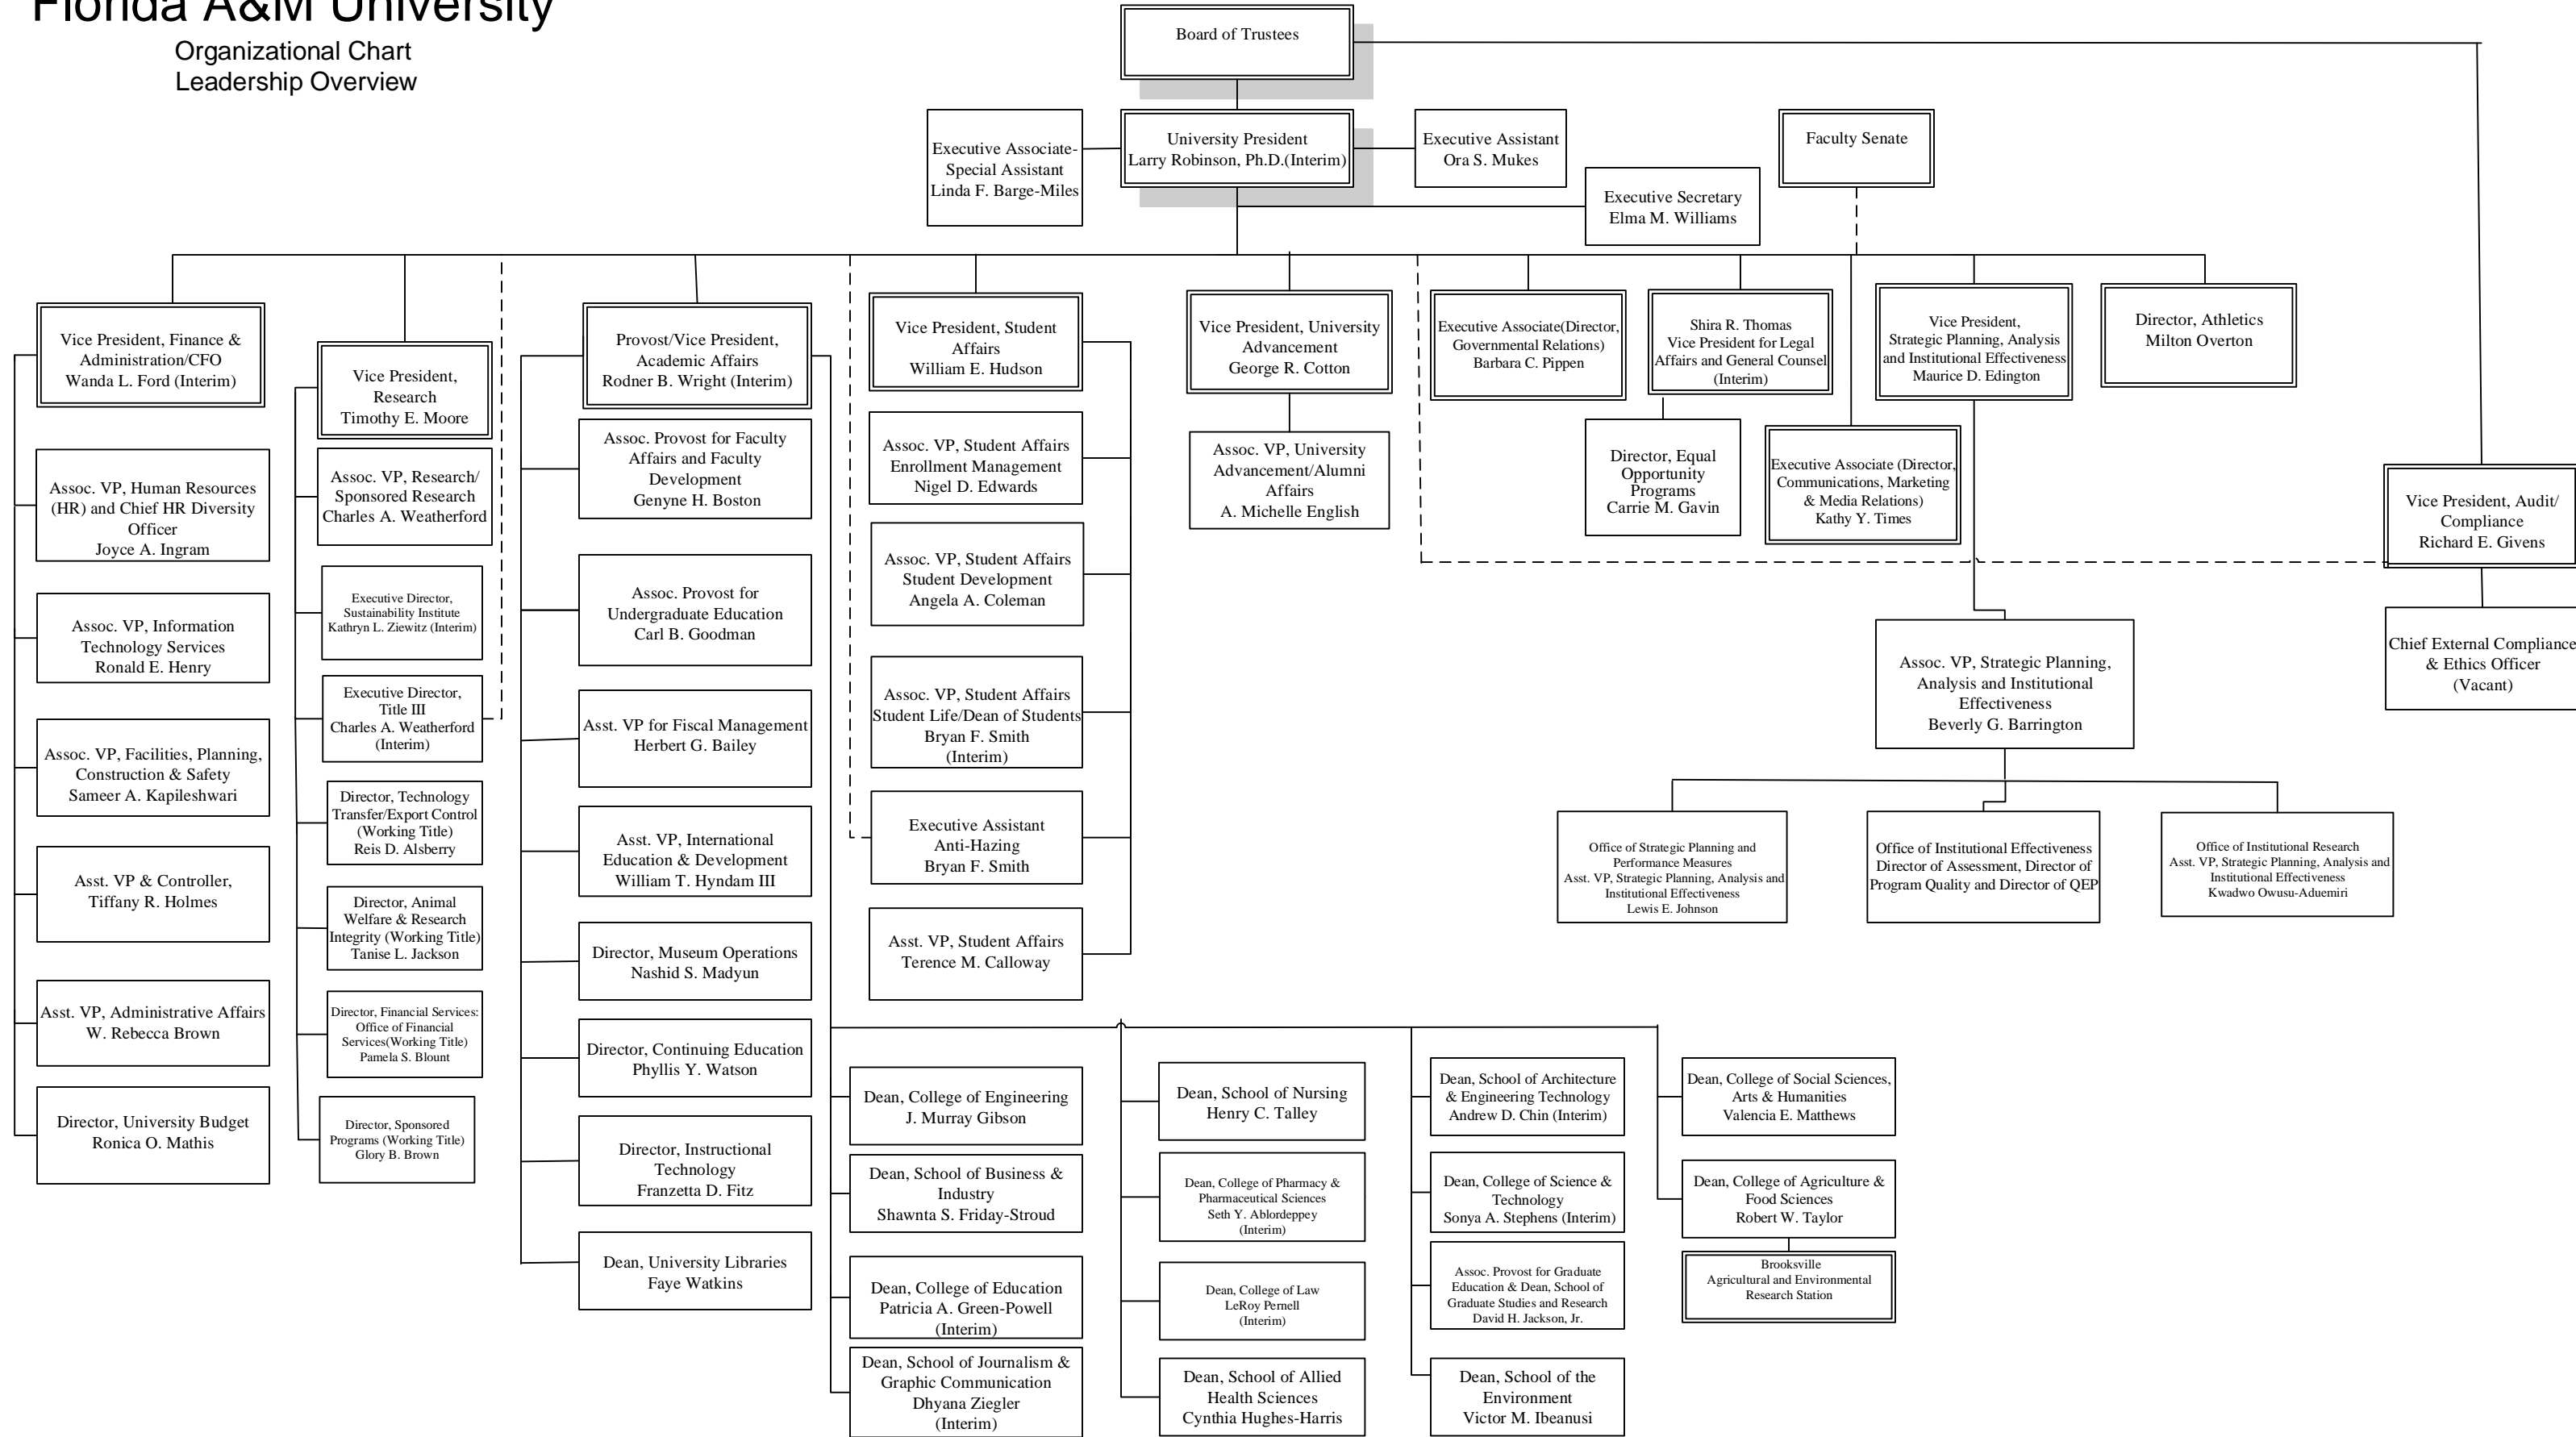 Florida A&M University
Organizational Chart
Leadership Overview
Board of Trustees
Executive Associate-
Special Assistant
Linda F. Barge-Miles
University President
Larry Robinson, Ph.D.(Interim)
Executive Assistant
Ora S. Mukes
Executive Secretary
Elma M. Williams
Faculty Senate
Vice President, Finance &
Administration/CFO
Wanda L. Ford (Interim)
Assoc. VP, Human Resources
(HR) and Chief HR Diversity
Officer
Joyce A. Ingram
Assoc. VP, Information
Technology Services
Ronald E. Henry
Assoc. VP, Facilities, Planning,
Construction & Safety
Sameer A. Kapileshwari
Asst. VP & Controller,
Tiffany R. Holmes
Asst. VP, Administrative Affairs
W. Rebecca Brown
Director, University Budget
Ronica O. Mathis
Vice President,
Research
Timothy E. Moore
Assoc. VP, Research/
Sponsored Research
Charles A. Weatherford
Executive Director,
Sustainability Institute
Kathryn L. Ziewitz (Interim)
Executive Director,
Title III
Charles A. Weatherford
(Interim)
Director, Technology
Transfer/Export Control
(Working Title)
Reis D. Alsberry
Director, Animal
Welfare & Research
Integrity (Working Title)
Tanise L. Jackson
Director, Financial Services:
Office of Financial
Services(Working Title)
Pamela S. Blount
Director, Sponsored
Programs (Working Title)
Glory B. Brown
Provost/Vice President,
Academic Affairs
Rodner B. Wright (Interim)
Assoc. Provost for Faculty
Affairs and Faculty
Development
Genyne H. Boston
Assoc. Provost for
Undergraduate Education
Carl B. Goodman
Asst. VP for Fiscal Management
Herbert G. Bailey
Asst. VP, International
Education & Development
William T. Hyndam III
Director, Museum Operations
Nashid S. Madyun
Director, Continuing Education
Phyllis Y. Watson
Director, Instructional
Technology
Franzetta D. Fitz
Dean, University Libraries
Faye Watkins
Vice President, Student
Affairs
William E. Hudson
Assoc. VP, Student Affairs
Enrollment Management
Nigel D. Edwards
Assoc. VP, Student Affairs
Student Development
Angela A. Coleman
Assoc. VP, Student Affairs
Student Life/Dean of Students
Bryan F. Smith
(Interim)
Executive Assistant
Anti-Hazing
Bryan F. Smith
Asst. VP, Student Affairs
Terence M. Calloway
Vice President, University
Advancement
George R. Cotton
Assoc. VP, University
Advancement/Alumni
Affairs
A. Michelle English
Executive Associate(Director,
Governmental Relations)
Barbara C. Pippen
Shira R. Thomas
Vice President for Legal
Affairs and General Counsel
(Interim)
Director, Equal
Opportunity
Programs
Carrie M. Gavin
Executive Associate (Director,
Communications, Marketing
& Media Relations)
Kathy Y. Times
Vice President,
Strategic Planning, Analysis
and Institutional Effectiveness
Maurice D. Edington
Director, Athletics
Milton Overton
Vice President, Audit/
Compliance
Richard E. Givens
Chief External Compliance
& Ethics Officer
(Vacant)
Assoc. VP, Strategic Planning,
Analysis and Institutional
Effectiveness
Beverly G. Barrington
Office of Strategic Planning and
Performance Measures
Asst. VP, Strategic Planning, Analysis and
Institutional Effectiveness
Lewis E. Johnson
Office of Institutional Effectiveness
Director of Assessment, Director of
Program Quality and Director of QEP
Office of Institutional Research
Asst. VP, Strategic Planning, Analysis and
Institutional Effectiveness
Kwadwo Owusu-Aduemiri
Dean, College of Engineering
J. Murray Gibson
Dean, School of Business &
Industry
Shawnta S. Friday-Stroud
Dean, College of Education
Patricia A. Green-Powell
(Interim)
Dean, School of Journalism &
Graphic Communication
Dhyana Ziegler
(Interim)
Dean, School of Nursing
Henry C. Talley
Dean, College of Pharmacy &
Pharmaceutical Sciences
Seth Y. Ablordeppey
(Interim)
Dean, College of Law
LeRoy Pernell
(Interim)
Dean, School of Allied
Health Sciences
Cynthia Hughes-Harris
Dean, School of Architecture
& Engineering Technology
Andrew D. Chin (Interim)
Dean, College of Science &
Technology
Sonya A. Stephens (Interim)
Assoc. Provost for Graduate
Education & Dean, School of
Graduate Studies and Research
David H. Jackson, Jr.
Dean, School of the
Environment
Victor M. Ibeanusi
Dean, College of Social Sciences,
Arts & Humanities
Valencia E. Matthews
Dean, College of Agriculture &
Food Sciences
Robert W. Taylor
Brooksville
Agricultural and Environmental
Research Station